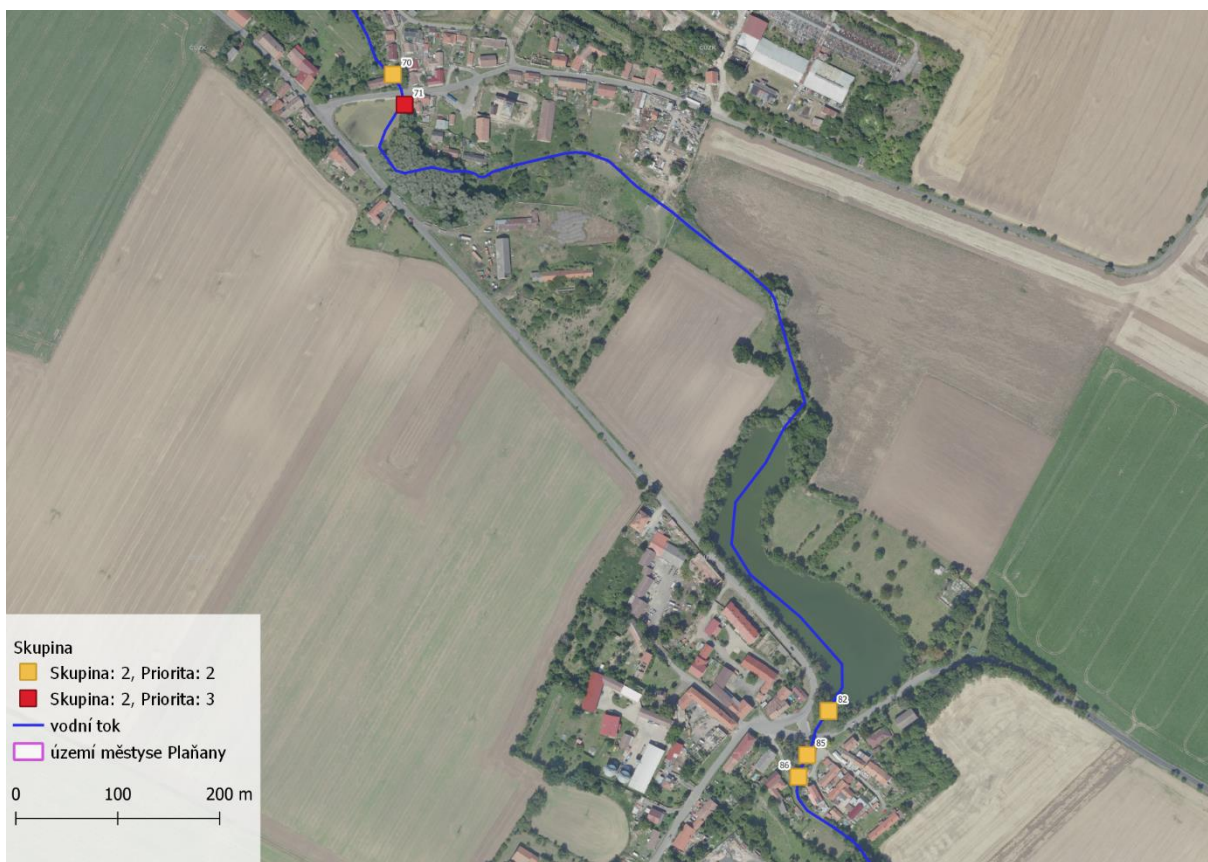 70
71
82
85
86
Skupina
Skupina: 2, Priorita: 2
Skupina: 2, Priorita: 3
vodní tok
území městyse Plaňany
0 100 200 m